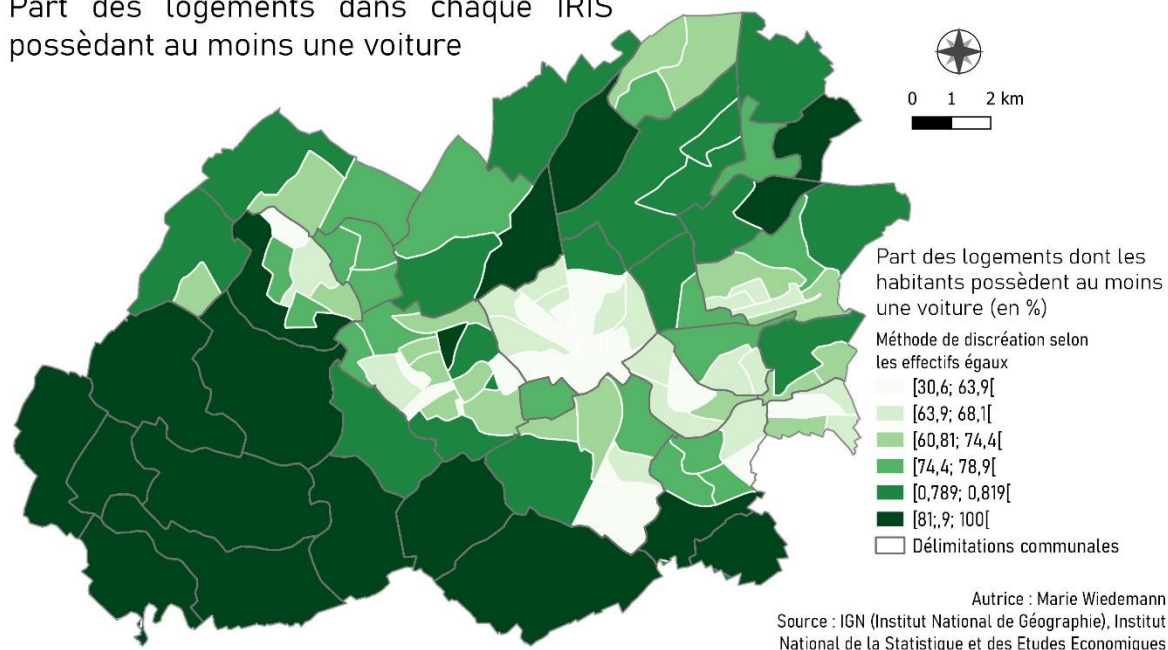 Part des logements dans chaque IRIS
possèdant au moins une voiture
0 1 2 km
Part des logements dont les
habitants possèdent au moins
une voiture (en %)
Méthode de discréation selon
les effectifs égaux
[30,6; 63,9[
[63,9; 68,1[
[60,81; 74,4[
[74,4; 78,9[
[0,789; 0,819[
[81;,9; 100[
Délimitations communales
Autrice : Marie Wiedemann
Source : IGN (Institut National de Géographie), Institut
National de la Statistique et des Etudes Economiques